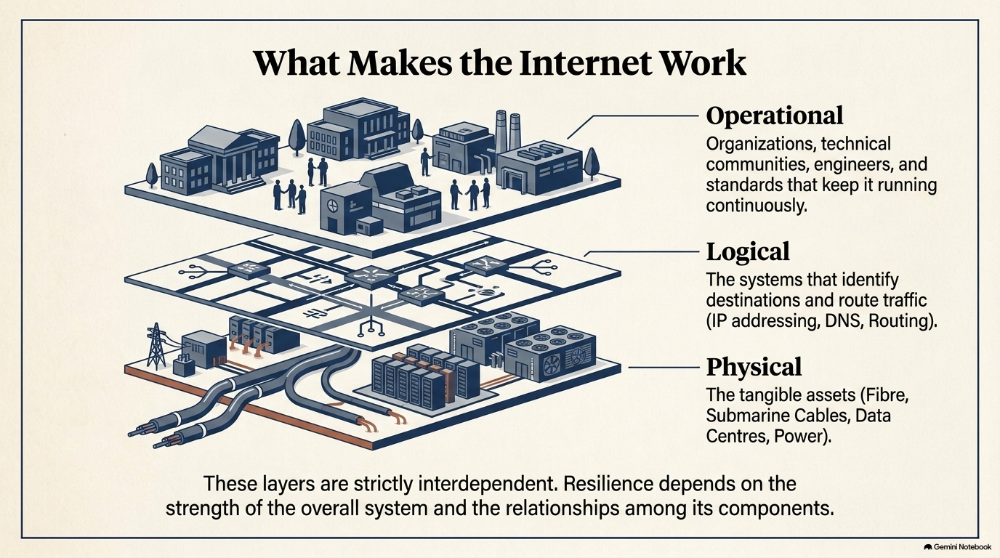 What Makes the Internet Work
Operational
Organizations, technical
communities, engineers, and
standards that keep it running
continuously.
Logical
The systems that identify
destinations and route traffic
(IP addressing, DNS, Routing).
Physical
The tangible assets (Fibre,
Submarine Cables, Data
Centres, Power).
These layers are strictly interdependent. Resilience depends on the
strength of the overall system and the relationships among its components.
Gemini Notebook